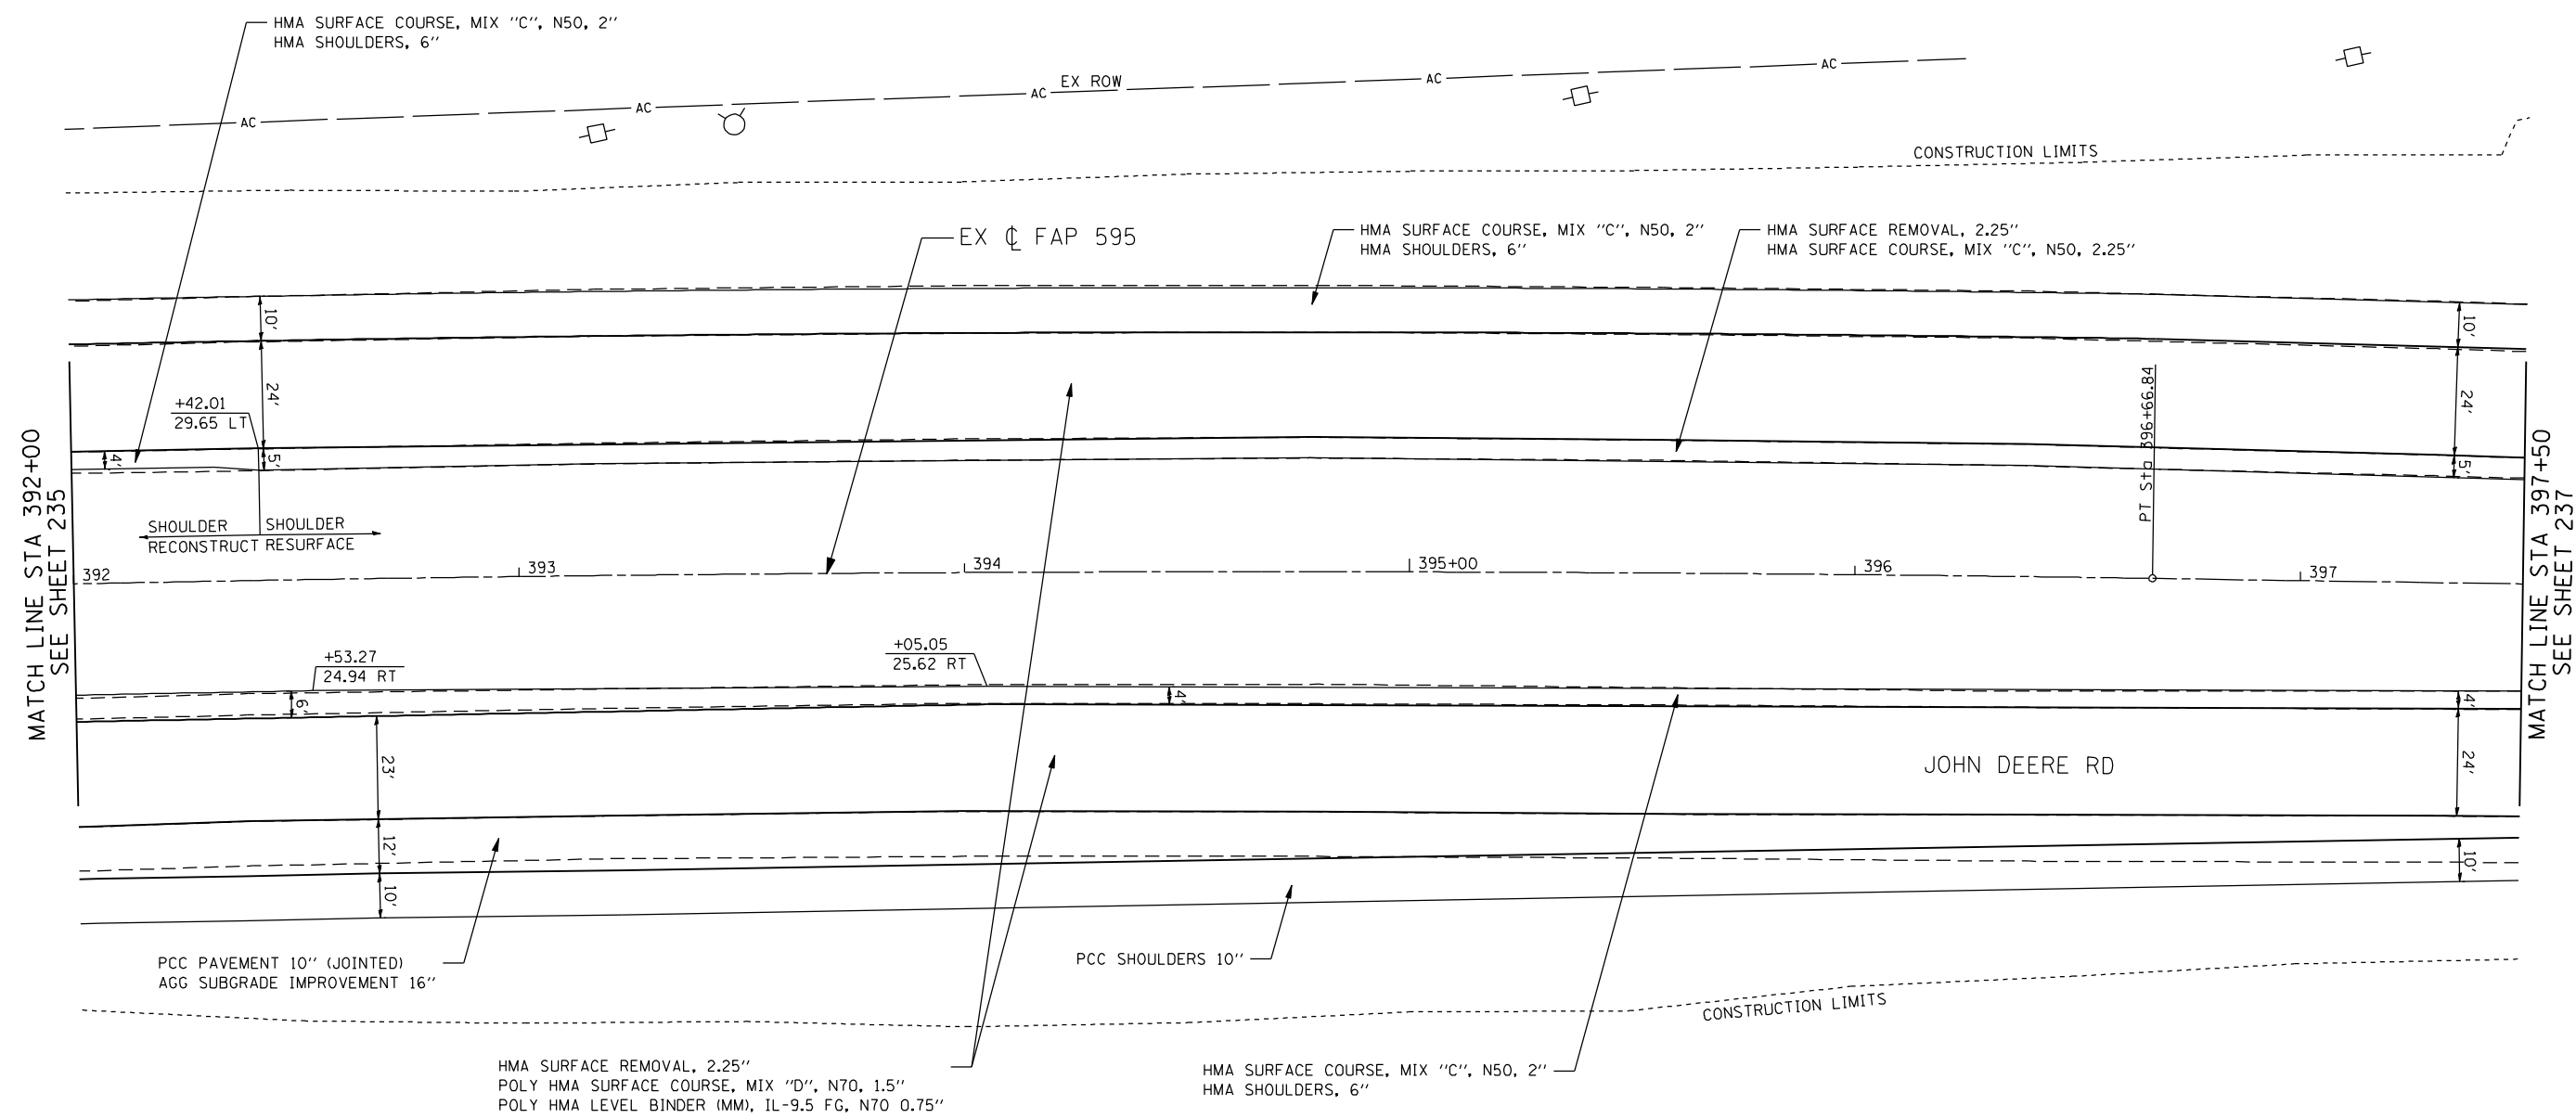 HMA SURFACE COURSE, MIX "C", N50, 2"
HMA SHOULDERS, 6"
EX ROW
AC
AC
AC
AC
AC
CONSTRUCTION LIMITS
EX ℄ FAP 595
HMA SURFACE COURSE, MIX "C", N50, 2"
HMA SHOULDERS, 6"
HMA SURFACE REMOVAL, 2.25"
HMA SURFACE COURSE, MIX "C", N50, 2.25"
10'
10'
24'
24'
+42.01
29.65 LT
4'
5'
5'
PT Sta 396+66.84
MATCH LINE STA 392+00
SEE SHEET 235
MATCH LINE STA 397+50
SEE SHEET 237
SHOULDER
SHOULDER
RECONSTRUCT
RESURFACE
392
393
394
395+00
396
397
+53.27
24.94 RT
+05.05
25.62 RT
6'
4'
4'
23'
JOHN DEERE RD
24'
12'
10'
10'
PCC PAVEMENT 10" (JOINTED)
AGG SUBGRADE IMPROVEMENT 16"
PCC SHOULDERS 10"
CONSTRUCTION LIMITS
HMA SURFACE REMOVAL, 2.25"
POLY HMA SURFACE COURSE, MIX "D", N70, 1.5"
POLY HMA LEVEL BINDER (MM), IL-9.5 FG, N70 0.75"
HMA SURFACE COURSE, MIX "C", N50, 2"
HMA SHOULDERS, 6"